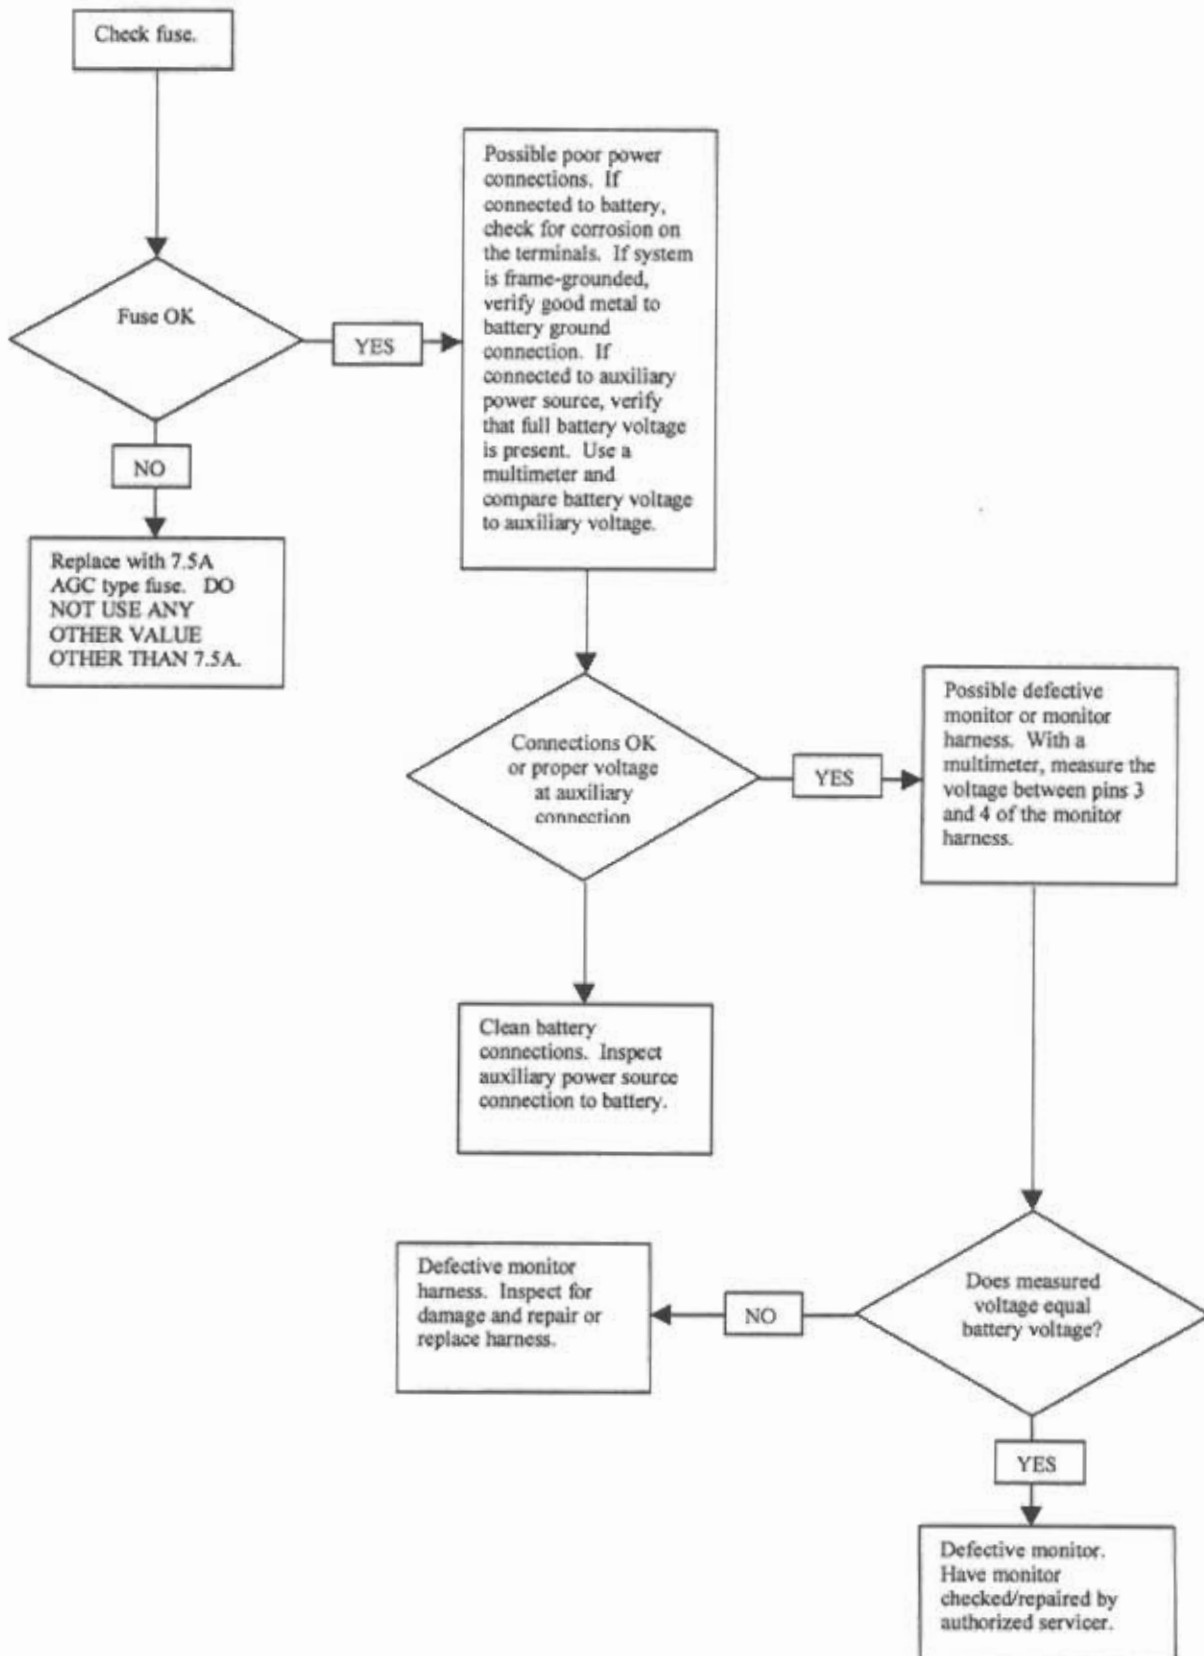 Check fuse.
Fuse OK
YES
Possible poor power
connections. If
connected to battery,
check for corrosion on
the terminals. If system
is frame-grounded,
verify good metal to
battery ground
connection. If
connected to auxiliary
power source, verify
that full battery voltage
is present. Use a
multimeter and
compare battery voltage
to auxiliary voltage.
NO
Replace with 7.5A
AGC type fuse. DO
NOT USE ANY
OTHER VALUE
OTHER THAN 7.5A.
Connections OK
or proper voltage
at auxiliary
connection
YES
Possible defective
monitor or monitor
harness. With a
multimeter, measure the
voltage between pins 3
and 4 of the monitor
harness.
Clean battery
connections. Inspect
auxiliary power source
connection to battery.
Does measured
voltage equal
battery voltage?
NO
Defective monitor
harness. Inspect for
damage and repair or
replace harness.
YES
Defective monitor.
Have monitor
checked/repaired by
authorized servicer.